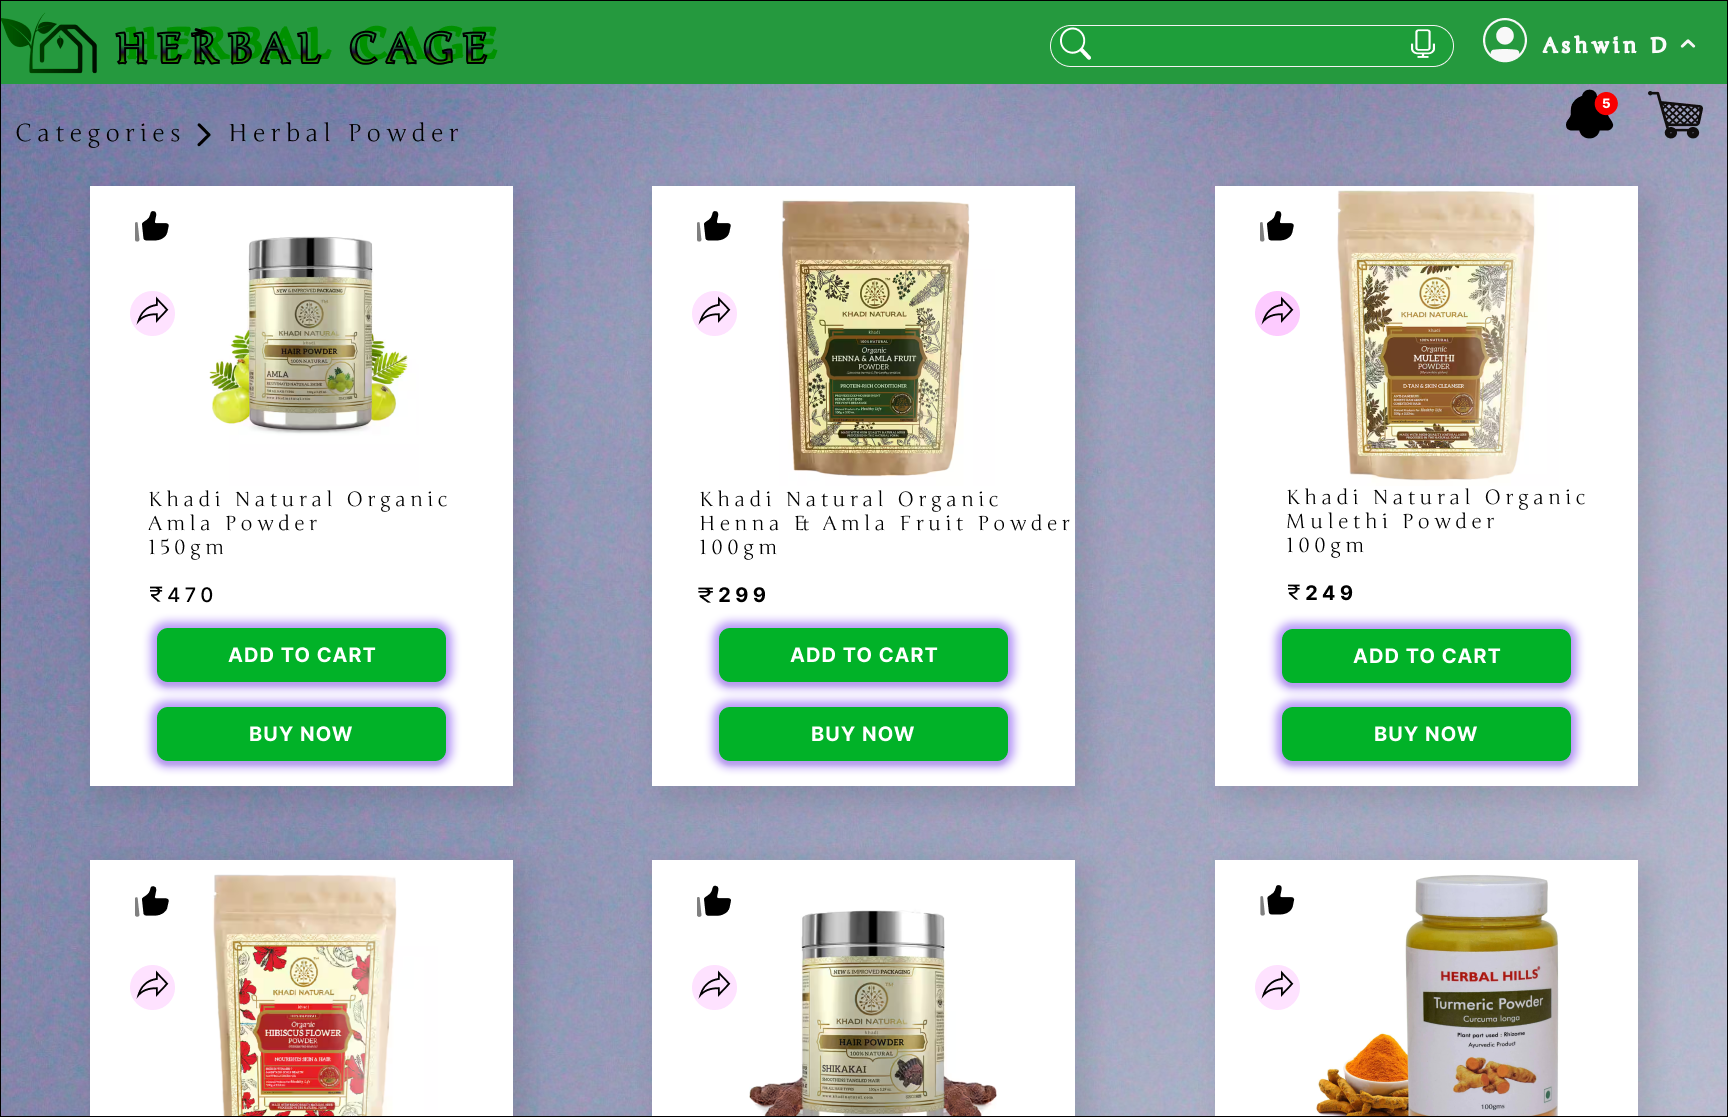 HERBAL CAGE
Ashwin D
5
Categories
Herbal Powder
NEW & IMPROVED PACKAGING
KHADI NATURAL
HAIR POWDER
100% NATURAL
AMLA
Khadi Natural Organic
Amla Powder
150gm
₹470
ADD TO CART
BUY NOW
KHADI NATURAL
Organic
HENNA & AMLA FRUIT
POWDER
PROTEIN-RICH CONDITIONER
Khadi Natural Organic
Henna & Amla Fruit Powder
100gm
₹299
ADD TO CART
BUY NOW
KHADI NATURAL
Organic
MULETHI
POWDER
D-TAN & SKIN CLEANSER
Khadi Natural Organic
Mulethi Powder
100gm
₹249
ADD TO CART
BUY NOW
KHADI NATURAL
Organic
HIBISCUS FLOWER
POWDER
NOURISHES SKIN & HAIR
NEW & IMPROVED PACKAGING
KHADI NATURAL
HAIR POWDER
100% NATURAL
SHIKAKAI
SMOOTHENS TANGLED HAIR
HERBAL HILLS
Turmeric Powder
Curcuma longa
Plant part used : Rhizome
Ayurvedic Product
100gms